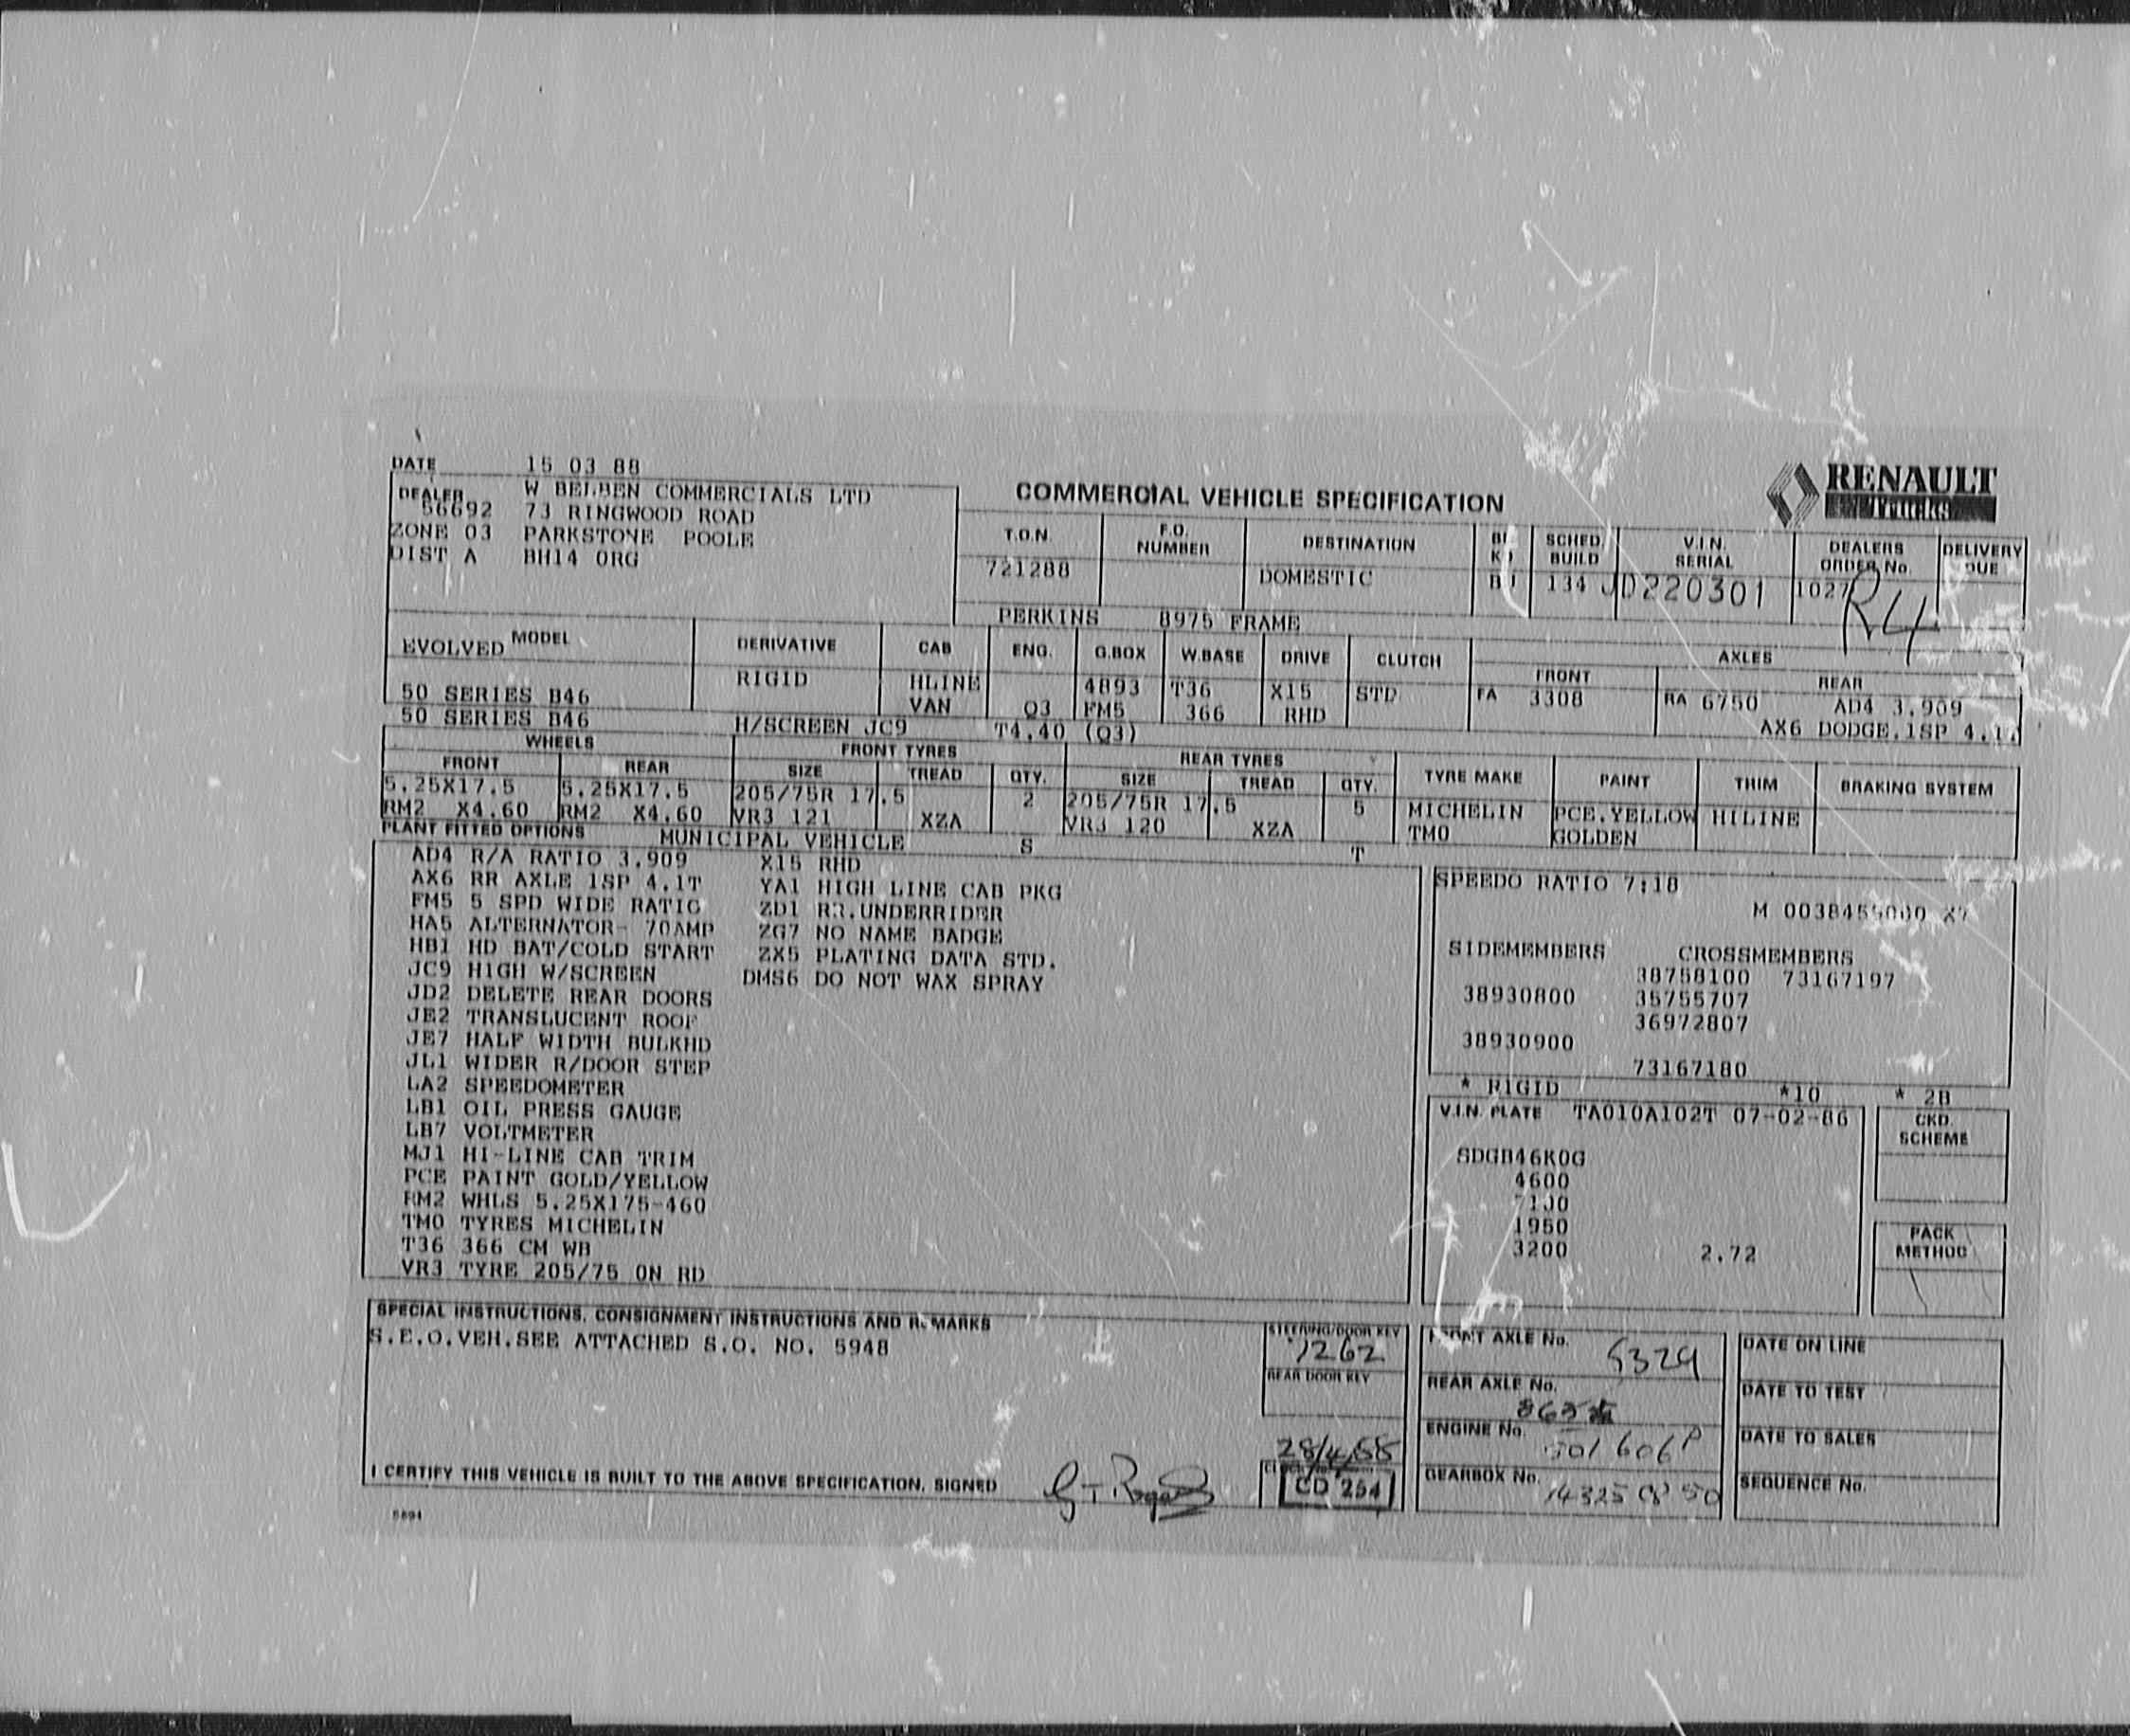 DATE 15 03 88
DEALER W BELBEN COMMERCIALS LTD
56692 73 RINGWOOD ROAD
ZONE 03 PARKSTONE POOLE
DIST A BH14 0RG
COMMERCIAL VEHICLE SPECIFICATION
RENAULT
Trucks
T.O.N. F.O. NUMBER DESTINATION SCHED. BUILD V.I.N. SERIAL DEALERS ORDER No. DELIVERY DUE
721288 DOMESTIC 134 JD220301 1027 R4
PERKINS 8975 FRAME
EVOLVED MODEL DERIVATIVE CAB ENG. G.BOX W.BASE DRIVE CLUTCH AXLES
FRONT REAR
50 SERIES B46 RIGID HLINE 4893 T36 X15 STD FA 3308 RA 6750 AD4 3.909
VAN Q3 FM5 366 RHD
50 SERIES B46 H/SCREEN JC9 T4.40 (Q3) AX6 DODGE.1SP
WHEELS FRONT TYRES REAR TYRES
FRONT REAR SIZE TREAD QTY. SIZE TREAD QTY. TYRE MAKE PAINT TRIM BRAKING SYSTEM
5.25X17.5 5.25X17.5 205/75R 17.5 2 205/75R 17.5 5 MICHELIN PCE.YELLOW HILINE
RM2 X4.60 RM2 X4.60 VR3 121 XZA VR3 120 XZA TM0 GOLDEN
PLANT FITTED OPTIONS MUNICIPAL VEHICLE S T
AD4 R/A RATIO 3.909 X15 RHD
AX6 RR AXLE 1SP 4.1T YA1 HIGH LINE CAB PKG
FM5 5 SPD WIDE RATIO ZD1 RR.UNDERRIDER
HA5 ALTERNATOR- 70AMP ZG7 NO NAME BADGE
HB1 HD BAT/COLD START ZX5 PLATING DATA STD.
JC9 HIGH W/SCREEN DMS6 DO NOT WAX SPRAY
JD2 DELETE REAR DOORS
JE2 TRANSLUCENT ROOF
JE7 HALF WIDTH BULKHD
JL1 WIDER R/DOOR STEP
LA2 SPEEDOMETER
LB1 OIL PRESS GAUGE
LB7 VOLTMETER
MJ1 HI-LINE CAB TRIM
PCE PAINT GOLD/YELLOW
RM2 WHLS 5.25X175-460
TM0 TYRES MICHELIN
T36 366 CM WB
VR3 TYRE 205/75 ON RD
SPEEDO RATIO 7:18
M
SIDEMEMBERS CROSSMEMBERS
38758100 73167197
38930800 35755707
36972807
38930900
73167180
* RIGID *10 * 2B
V.I.N. PLATE TA010A102T 07-02-86
SDGB46K0G
4600
1950
3200 2.72
CKD. SCHEME
PACK METHOD
SPECIAL INSTRUCTIONS, CONSIGNMENT INSTRUCTIONS AND REMARKS
S.E.O.VEH.SEE ATTACHED S.O. NO. 5948
STEERING/DOOR KEY
1262
REAR DOOR KEY
28/4/88
CD 254
FRONT AXLE No. 5329
REAR AXLE No.
ENGINE No.
GEARBOX No.
DATE ON LINE
DATE TO TEST
DATE TO SALES
SEQUENCE No.
I CERTIFY THIS VEHICLE IS BUILT TO THE ABOVE SPECIFICATION. SIGNED